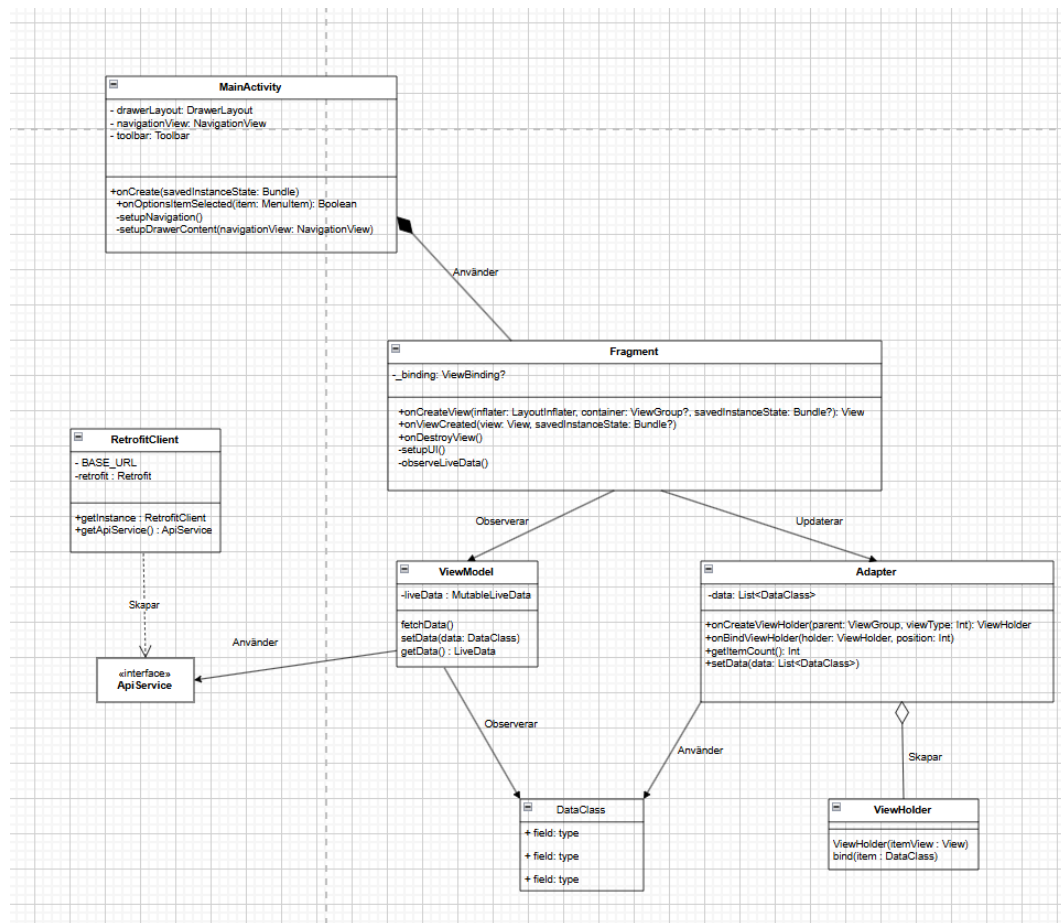 MainActivity
- drawerLayout: DrawerLayout
- navigationView: NavigationView
- toolbar: Toolbar
+onCreate(savedInstanceState: Bundle)
+onOptionsItemSelected(item: MenuItem): Boolean
-setupNavigation()
-setupDrawerContent(navigationView: NavigationView)
Använder
Fragment
-_binding: ViewBinding?
+onCreateView(inflater: LayoutInflater, container: ViewGroup?, savedInstanceState: Bundle?): View
+onViewCreated(view: View, savedInstanceState: Bundle?)
+onDestroyView()
-setupUI()
-observeLiveData()
RetrofitClient
- BASE_URL
-retrofit : Retrofit
+getInstance : RetrofitClient
+getApiService() : ApiService
Observerar
Updaterar
ViewModel
-liveData : MutableLiveData
fetchData()
setData(data: DataClass)
getData() : LiveData
Adapter
-data: List<DataClass>
+onCreateViewHolder(parent: ViewGroup, viewType: Int): ViewHolder
+onBindViewHolder(holder: ViewHolder, position: Int)
+getItemCount(): Int
+setData(data: List<DataClass>)
Skapar
Använder
«interface»
ApiService
Observerar
Använder
Skapar
DataClass
+ field: type
+ field: type
+ field: type
ViewHolder
ViewHolder(itemView : View)
bind(item : DataClass)